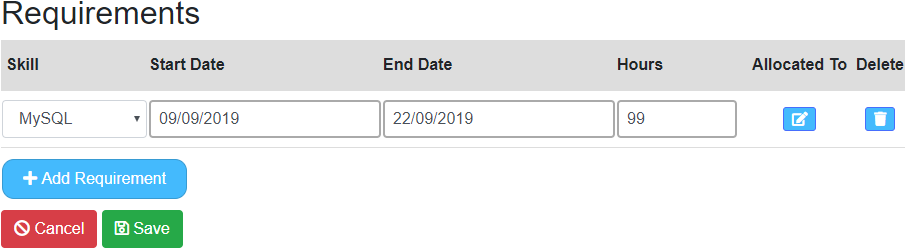 Requirements
Skill Start Date End Date Hours Allocated To Delete
MySQL 09/09/2019 22/09/2019 99
Add Requirement
Cancel Save